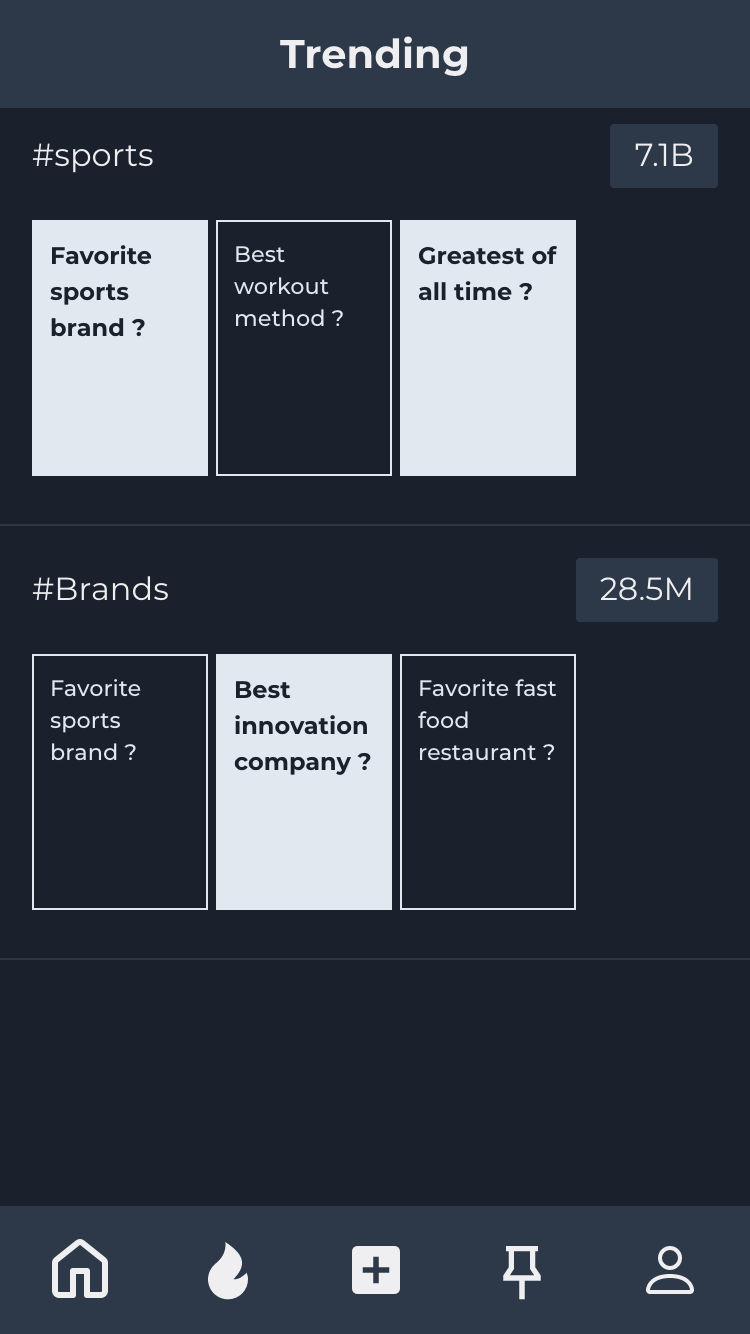 Trending
#sports
7.1B
Favorite
sports
brand ?
Best
workout
method ?
Greatest of
all time ?
#Brands
28.5M
Favorite
sports
brand ?
Best
innovation
company ?
Favorite fast
food
restaurant ?